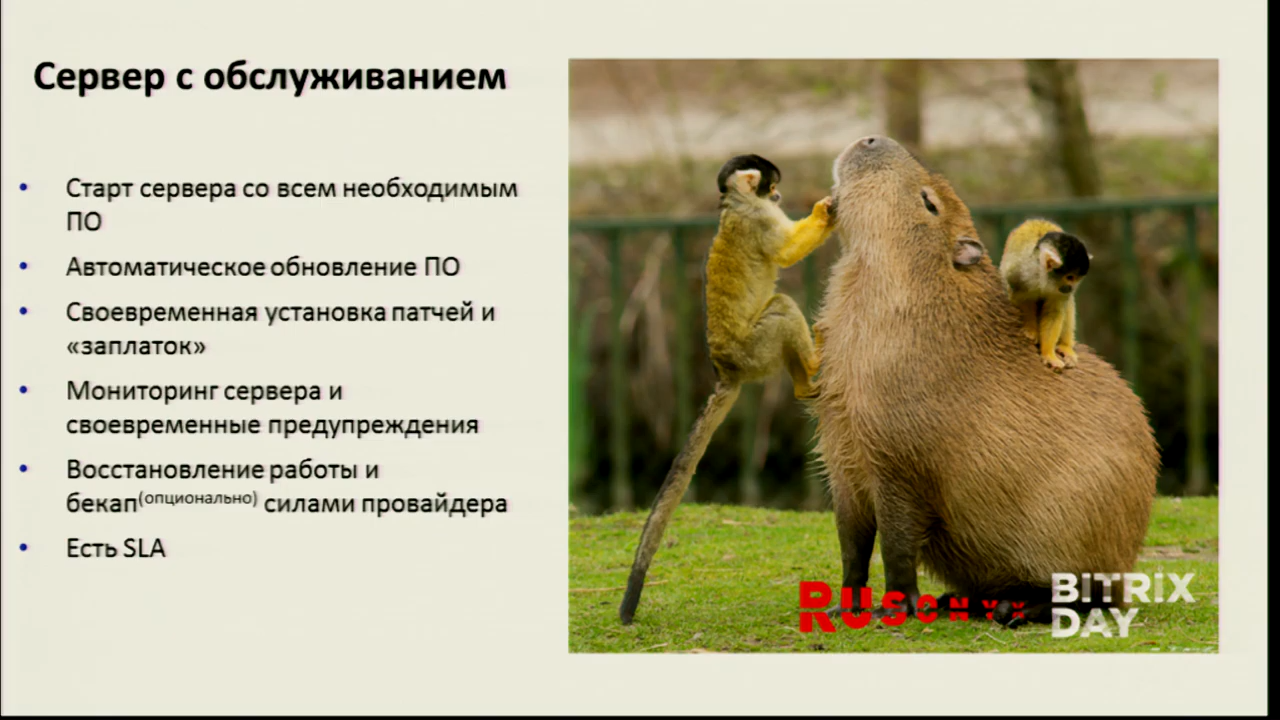 Сервер с обслуживанием
• Старт сервера со всем необходимым
ПО
• Автоматическое обновление ПО
• Своевременная установка патчей и
«заплаток»
• Мониторинг сервера и
своевременные предупреждения
• Восстановление работы и
бекап(опционально) силами провайдера
• Есть SLA
RUSONYX
BITRIX
DAY